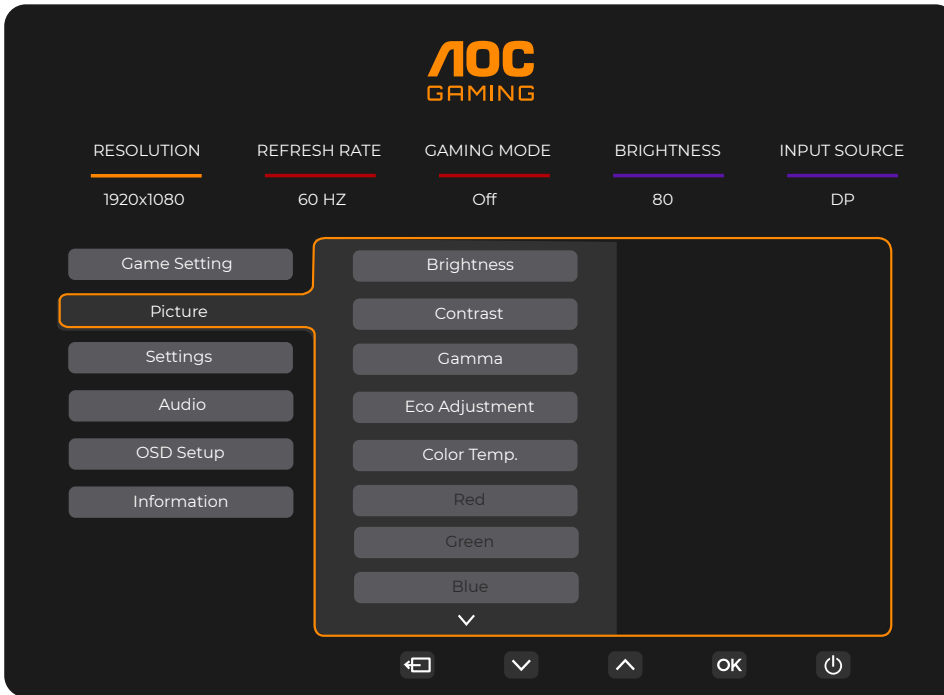 AOC
GAMING
RESOLUTION REFRESH RATE GAMING MODE BRIGHTNESS INPUT SOURCE
1920x1080 60 HZ Off 80 DP
Game Setting
Picture
Settings
Audio
OSD Setup
Information
Brightness
Contrast
Gamma
Eco Adjustment
Color Temp.
Red
Green
Blue
OK